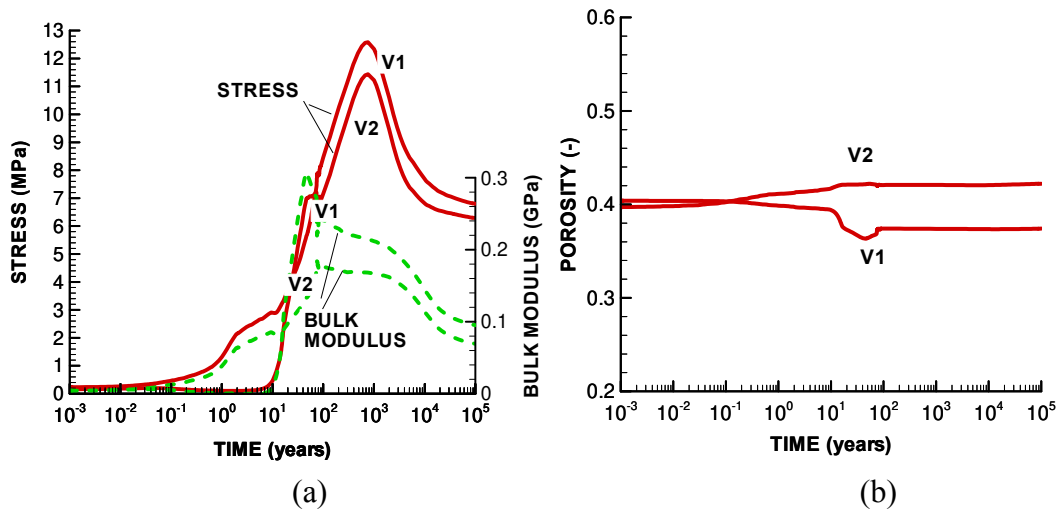 13
12
11
10
9
8
7
6
5
4
3
2
1
0
STRESS (MPa)
STRESS
V1
V2
V1
V2
BULK
MODULUS
0.3
0.2
0.1
0
BULK MODULUS (GPa)
10-3 10-2 10-1 100 101 102 103 104 105
TIME (years)
(a)
0.6
0.5
0.4
0.3
0.2
POROSITY (-)
V2
V1
10-3 10-2 10-1 100 101 102 103 104 105
TIME (years)
(b)